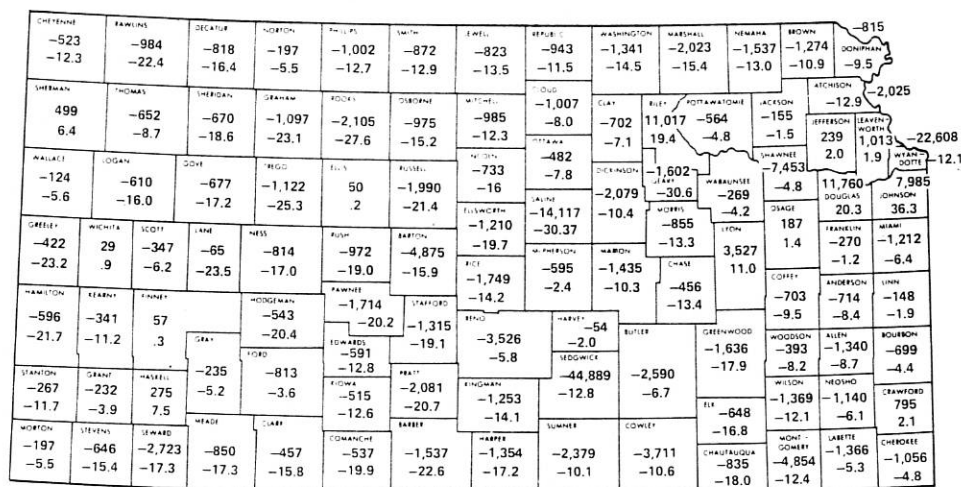 CHEYENNE
-523
-12.3
RAWLINS
-984
-22.4
DECATUR
-818
-16.4
NORTON
-197
-5.5
PHILLIPS
-1,002
-12.7
SMITH
-872
-12.9
JEWELL
-823
-13.5
REPUBLIC
-943
-11.5
WASHINGTON
-1,341
-14.5
MARSHALL
-2,023
-15.4
NEMAHA
-1,537
-13.0
BROWN
-1,274
-10.9
-815
DONIPHAN
-9.5
SHERMAN
499
6.4
THOMAS
-652
-8.7
SHERIDAN
-670
-18.6
GRAHAM
-1,097
-23.1
ROOKS
-2,105
-27.6
OSBORNE
-975
-15.2
MITCHELL
-985
-12.3
CLOUD
-1,007
-8.0
CLAY
-702
-7.1
RILEY
11,017
19.4
POTTAWATOMIE
-564
-4.8
JACKSON
-155
-1.5
ATCHISON
-12.9
-2,025
JEFFERSON
239
2.0
LEAVEN-
WORTH
1,013
1.9
-22,608
WYAN-
DOTTE
-12.1
WALLACE
-124
-5.6
LOGAN
-610
-16.0
GOVE
-677
-17.2
TREGO
-1,122
-25.3
ELLIS
50
.2
RUSSELL
-1,990
-21.4
LINCOLN
-733
-16
OTTAWA
-482
-7.8
DICKINSON
-2,079
-10.4
-1,602
GEARY
-30.6
WABAUNSEE
-269
-4.2
SHAWNEE
-7,453
-4.8
11,760
DOUGLAS
20.3
7,985
JOHNSON
36.3
ELLSWORTH
-1,210
-19.7
SALINE
-14,117
-30.37
MORRIS
-855
-13.3
LYON
3,527
11.0
OSAGE
187
1.4
FRANKLIN
-270
-1.2
MIAMI
-1,212
-6.4
GREELEY
-422
-23.2
WICHITA
29
.9
SCOTT
-347
-6.2
LANE
-65
-23.5
NESS
-814
-17.0
RUSH
-972
-19.0
BARTON
-4,875
-15.9
RICE
-1,749
-14.2
McPHERSON
-595
-2.4
MARION
-1,435
-10.3
CHASE
-456
-13.4
COFFEY
-703
-9.5
ANDERSON
-714
-8.4
LINN
-148
-1.9
HAMILTON
-596
-21.7
KEARNY
-341
-11.2
FINNEY
57
.3
HODGEMAN
-543
-20.4
PAWNEE
-1,714
-20.2
STAFFORD
-1,315
-19.1
RENO
-3,526
-5.8
HARVEY
-54
-2.0
BUTLER
-2,590
-6.7
GREENWOOD
-1,636
-17.9
WOODSON
-393
-8.2
ALLEN
-1,340
-8.7
BOURBON
-699
-4.4
GRAY
-235
-5.2
FORD
-813
-3.6
EDWARDS
-591
-12.8
SEDGWICK
-44,889
-12.8
STANTON
-267
-11.7
GRANT
-232
-3.9
HASKELL
275
7.5
KIOWA
-515
-12.6
PRATT
-2,081
-20.7
KINGMAN
-1,253
-14.1
ELK
-648
-16.8
WILSON
-1,369
-12.1
NEOSHO
-1,140
-6.1
CRAWFORD
795
2.1
MORTON
-197
-5.5
STEVENS
-646
-15.4
SEWARD
-2,723
-17.3
MEADE
-850
-17.3
CLARK
-457
-15.8
COMANCHE
-537
-19.9
BARBER
-1,537
-22.6
HARPER
-1,354
-17.2
SUMNER
-2,379
-10.1
COWLEY
-3,711
-10.6
CHAUTAUQUA
-835
-18.0
MONT-
GOMERY
-4,854
-12.4
LABETTE
-1,366
-5.3
CHEROKEE
-1,056
-4.8